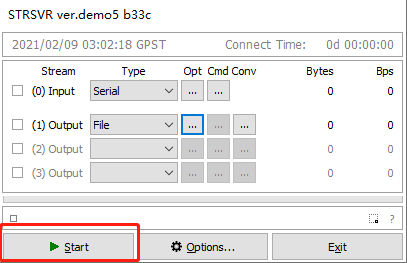 STRSVR ver.demo5 b33c
2021/02/09 03:02:18 GPST Connect Time: 0d 00:00:00
Stream Type Opt Cmd Conv Bytes Bps
(0) Input Serial ... ... 0 0
(1) Output File ... ... ... 0 0
(2) Output ... ... ... 0 0
(3) Output ... ... ... 0 0
?
Start Options... Exit